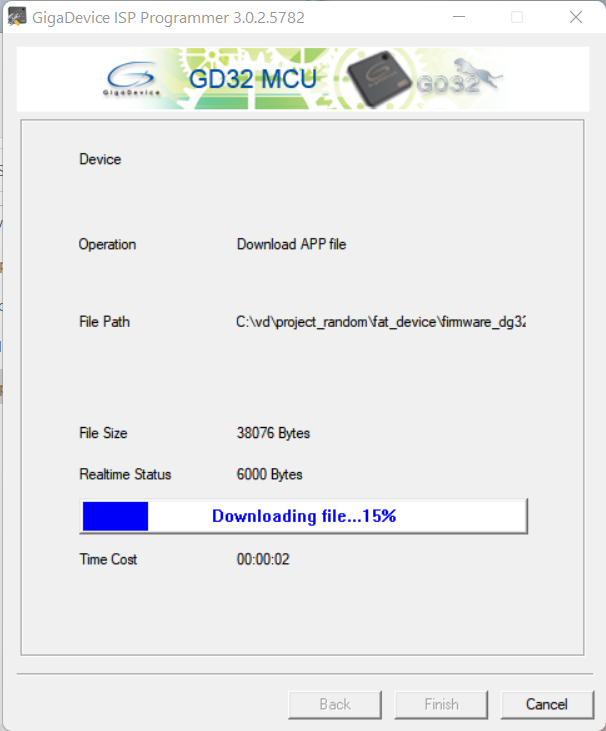 GigaDevice ISP Programmer 3.0.2.5782
GigaDevice
GD32 MCU
GD32
Device
Operation Download APP file
File Path C:\vd\project_random\fat_device\firmware_dg32
File Size 38076 Bytes
Realtime Status 6000 Bytes
Downloading file...15%
Time Cost 00:00:02
Back Finish Cancel